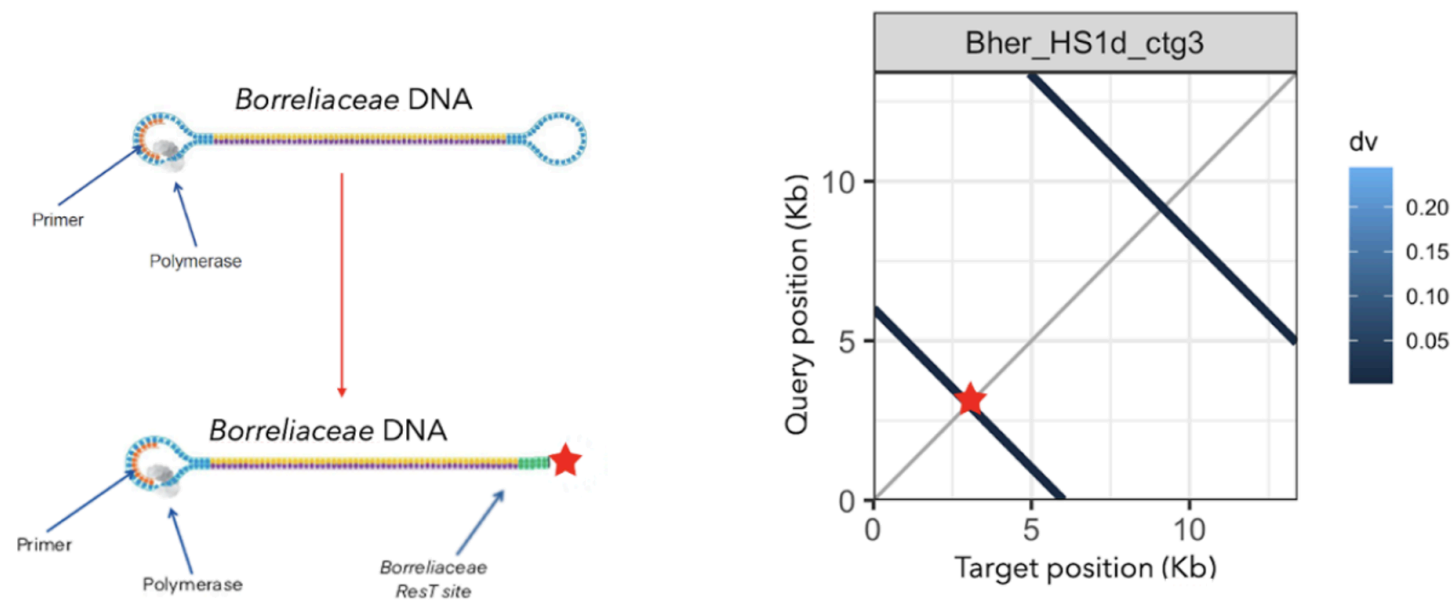 Borreliaceae DNA
Primer
Polymerase
Borreliaceae DNA
Primer
Polymerase
Borreliaceae
ResT site
Bher_HS1d_ctg3
Query position (Kb)
10
5
0
0
5
10
Target position (Kb)
dv
0.20
0.15
0.10
0.05